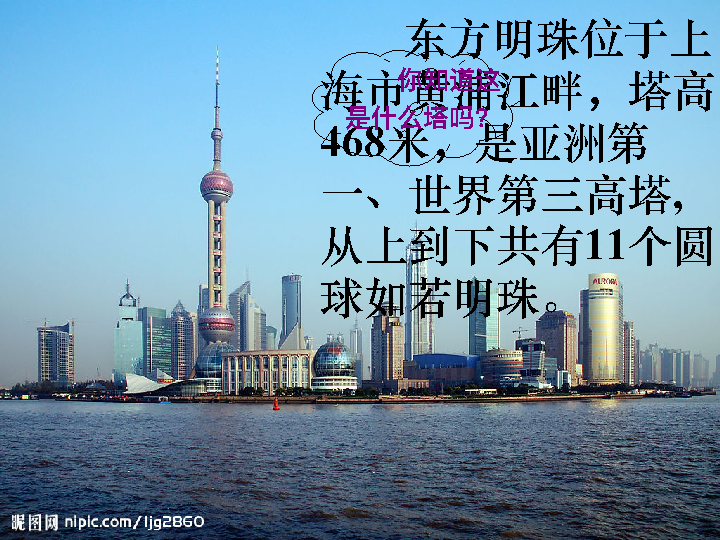 东方明珠位于上
海市黄浦江畔，塔高
468米，是亚洲第
一、世界第三高塔，
从上到下共有11个圆
球如若明珠。
你知道这
是什么塔吗？
AURORA
昵图网 nipic.com/ljg2860